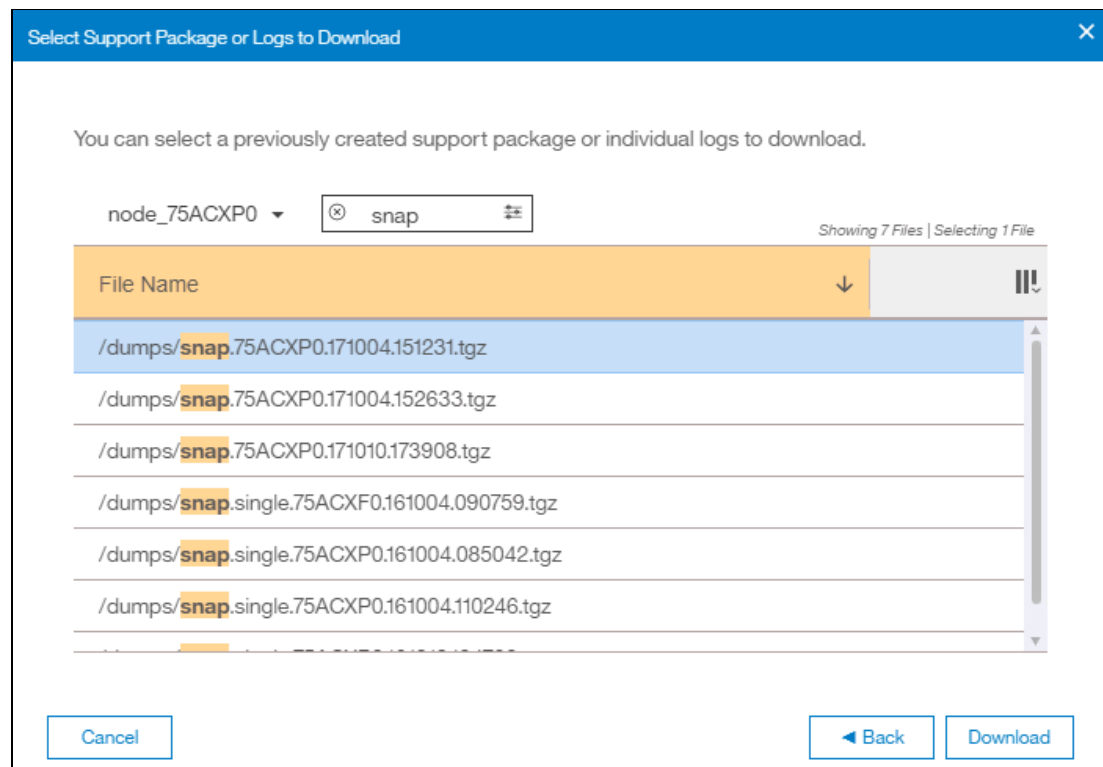 Select Support Package or Logs to Download
You can select a previously created support package or individual logs to download.
node_75ACXP0 snap
Showing 7 Files | Selecting 1 File
File Name
/dumps/snap.75ACXP0.171004.151231.tgz
/dumps/snap.75ACXP0.171004.152633.tgz
/dumps/snap.75ACXP0.171010.173908.tgz
/dumps/snap.single.75ACXF0.161004.090759.tgz
/dumps/snap.single.75ACXP0.161004.085042.tgz
/dumps/snap.single.75ACXP0.161004.110246.tgz
Cancel Back Download